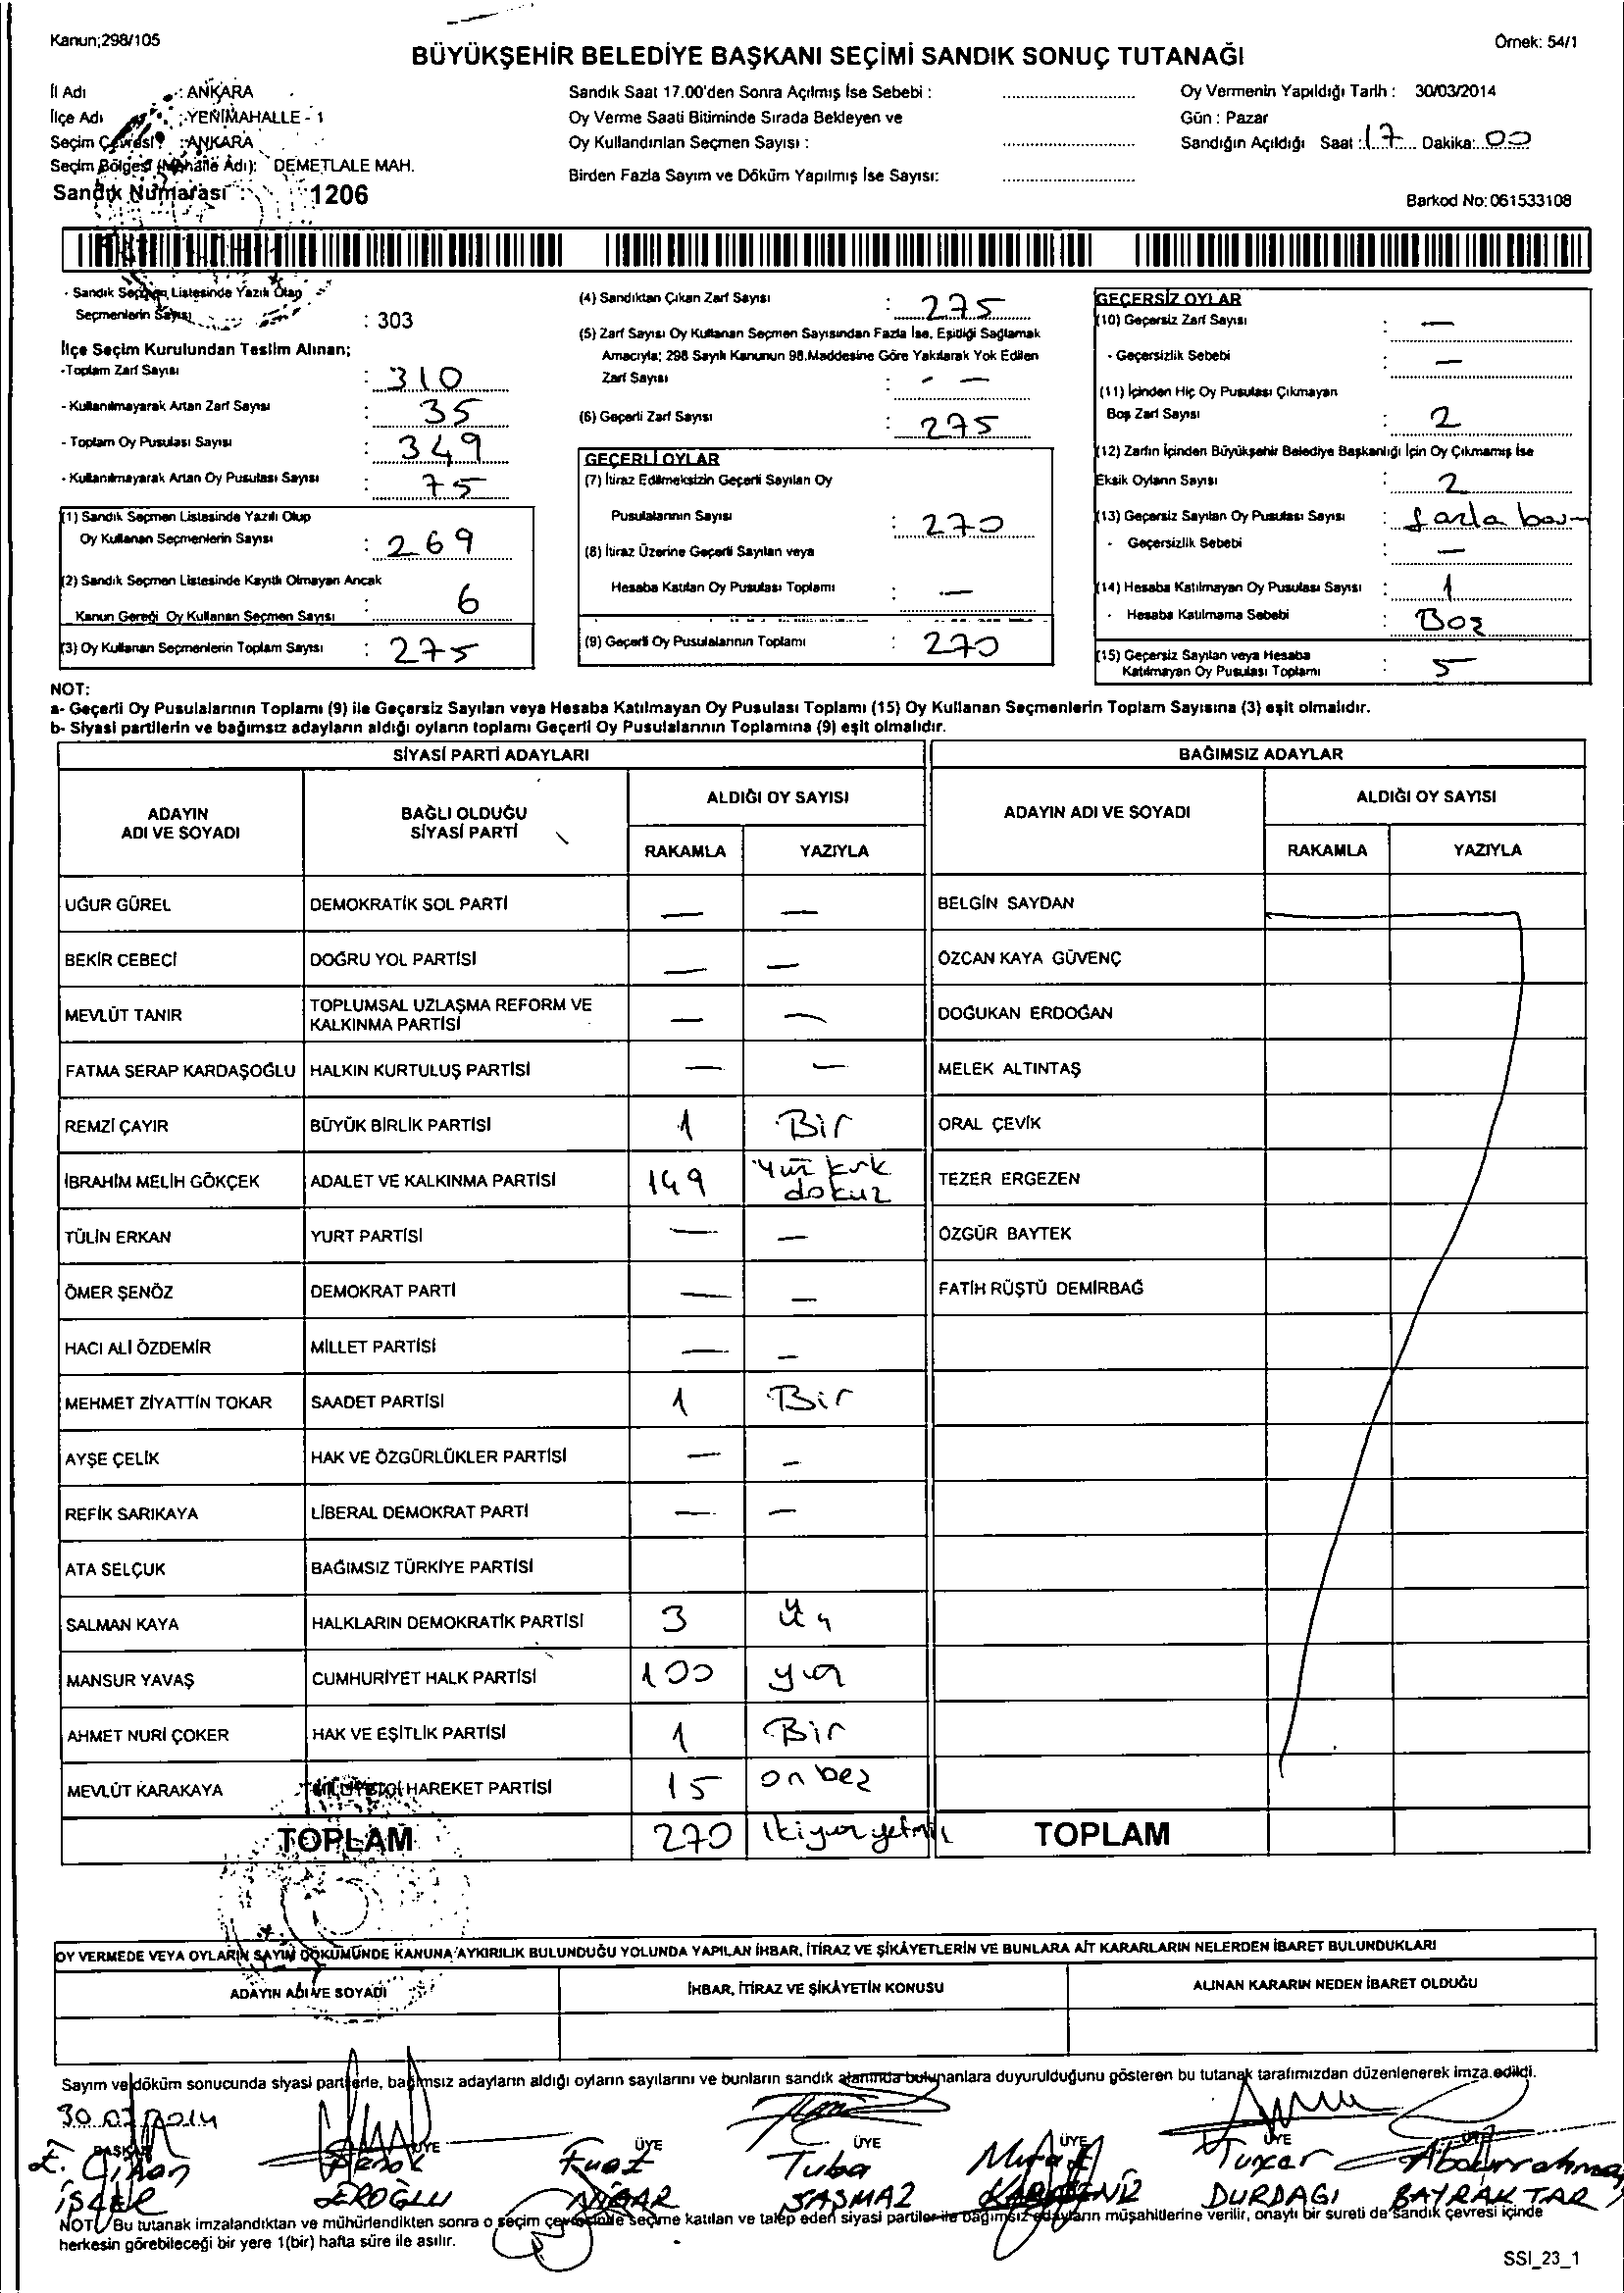 Kanun;298/105
Örnek: 54/1
BÜYÜKŞEHİR BELEDİYE BAŞKANI SEÇİMİ SANDIK SONUÇ TUTANAĞI
İl Adı : ANKARA
İlçe Adı : YENİMAHALLE - 1
Seçim Çevresi : ANKARA
Seçim Bölgesi (Mahalle Adı): DEMETLALE MAH.
Sandık Numarası : 1206
Sandık Saat 17.00'den Sonra Açılmış İse Sebebi :
Oy Verme Saati Bitiminde Sırada Bekleyen ve
Oy Kullandırılan Seçmen Sayısı :
Birden Fazla Sayım ve Döküm Yapılmış İse Sayısı:
Oy Vermenin Yapıldığı Tarih : 30/03/2014
Gün : Pazar
Sandığın Açıldığı Saat : 17 Dakika: 00
Barkod No: 061533108
- Sandık Seçmen Listesinde Yazılı Olan
Seçmenlerin Sayısı : 303
İlçe Seçim Kurulundan Teslim Alınan;
-Toplam Zarf Sayısı : 310
- Kullanılmayarak Artan Zarf Sayısı : 35
- Toplam Oy Pusulası Sayısı : 349
- Kullanılmayarak Artan Oy Pusulası Sayısı : 75
(1) Sandık Seçmen Listesinde Yazılı Olup
Oy Kullanan Seçmenlerin Sayısı : 269
(2) Sandık Seçmen Listesinde Kayıtlı Olmayan Ancak
Kanun Gereği Oy Kullanan Seçmen Sayısı : 6
(3) Oy Kullanan Seçmenlerin Toplam Sayısı : 275
(4) Sandıktan Çıkan Zarf Sayısı : 275
(5) Zarf Sayısı Oy Kullanan Seçmen Sayısından Fazla İse, Eşitliği Sağlamak
Amacıyla; 298 Sayılı Kanunun 98.Maddesine Göre Yakılarak Yok Edilen
Zarf Sayısı : - —
(6) Geçerli Zarf Sayısı : 275
GEÇERLİ OYLAR
(7) İtiraz Edilmeksizin Geçerli Sayılan Oy
Pusulalarının Sayısı : 270
(8) İtiraz Üzerine Geçerli Sayılan veya
Hesaba Katılan Oy Pusulası Toplamı : —
(9) Geçerli Oy Pusulalarının Toplamı : 270
GEÇERSİZ OYLAR
(10) Geçersiz Zarf Sayısı : —
- Geçersizlik Sebebi : —
(11) İçinden Hiç Oy Pusulası Çıkmayan
Boş Zarf Sayısı : 2
(12) Zarfın İçinden Büyükşehir Belediye Başkanlığı İçin Oy Çıkmamış İse
Eksik Oyların Sayısı : 2
(13) Geçersiz Sayılan Oy Pusulası Sayısı : fazla
- Geçersizlik Sebebi : —
(14) Hesaba Katılmayan Oy Pusulası Sayısı : 1
- Hesaba Katılmama Sebebi : Boş
(15) Geçersiz Sayılan veya Hesaba
Katılmayan Oy Pusulası Toplamı : 5
NOT:
a- Geçerli Oy Pusulalarının Toplamı (9) ile Geçersiz Sayılan veya Hesaba Katılmayan Oy Pusulası Toplamı (15) Oy Kullanan Seçmenlerin Toplam Sayısına (3) eşit olmalıdır.
b- Siyasi partilerin ve bağımsız adayların aldığı oyların toplamı Geçerli Oy Pusulalarının Toplamına (9) eşit olmalıdır.
SİYASİ PARTİ ADAYLARI
ADAYIN
ADI VE SOYADI
BAĞLI OLDUĞU
SİYASİ PARTİ
ALDIĞI OY SAYISI
RAKAMLA YAZIYLA
UĞUR GÜREL DEMOKRATİK SOL PARTİ — —
BEKİR CEBECİ DOĞRU YOL PARTİSİ — —
MEVLÜT TANIR TOPLUMSAL UZLAŞMA REFORM VE
KALKINMA PARTİSİ — —
FATMA SERAP KARDAŞOĞLU HALKIN KURTULUŞ PARTİSİ — —
REMZİ ÇAYIR BÜYÜK BİRLİK PARTİSİ 1 Bir
İBRAHİM MELİH GÖKÇEK ADALET VE KALKINMA PARTİSİ 149 Yüz kırk
dokuz
TÜLİN ERKAN YURT PARTİSİ — —
ÖMER ŞENÖZ DEMOKRAT PARTİ — —
HACI ALİ ÖZDEMİR MİLLET PARTİSİ — —
MEHMET ZİYATTİN TOKAR SAADET PARTİSİ 1 Bir
AYŞE ÇELİK HAK VE ÖZGÜRLÜKLER PARTİSİ — —
REFİK SARIKAYA LİBERAL DEMOKRAT PARTİ — —
ATA SELÇUK BAĞIMSIZ TÜRKİYE PARTİSİ
SALMAN KAYA HALKLARIN DEMOKRATİK PARTİSİ 3 Üç
MANSUR YAVAŞ CUMHURİYET HALK PARTİSİ 100 yüz
AHMET NURİ ÇOKER HAK VE EŞİTLİK PARTİSİ 1 Bir
MEVLÜT KARAKAYA MİLLİYETÇİ HAREKET PARTİSİ 15 on beş
TOPLAM 270 ikiyüzyetmiş
BAĞIMSIZ ADAYLAR
ADAYIN ADI VE SOYADI
ALDIĞI OY SAYISI
RAKAMLA YAZIYLA
BELGİN SAYDAN
ÖZCAN KAYA GÜVENÇ
DOĞUKAN ERDOĞAN
MELEK ALTINTAŞ
ORAL ÇEVİK
TEZER ERGEZEN
ÖZGÜR BAYTEK
FATİH RÜŞTÜ DEMİRBAĞ
TOPLAM
OY VERMEDE VEYA OYLARIN SAYIM DÖKÜMÜNDE KANUNA AYKIRILIK BULUNDUĞU YOLUNDA YAPILAN İHBAR, İTİRAZ VE ŞİKÂYETLERİN VE BUNLARA AİT KARARLARIN NELERDEN İBARET BULUNDUKLARI
ADAYIN ADI VE SOYADI
İHBAR, İTİRAZ VE ŞİKÂYETİN KONUSU
ALINAN KARARIN NEDEN İBARET OLDUĞU
Sayım ve döküm sonucunda siyasi partilerle, bağımsız adayların aldığı oyların sayılarını ve bunların sandık alanında bulunanlara duyurulduğunu gösteren bu tutanak tarafımızdan düzenlenerek imza edildi.
30.03.2014
BAŞKAN ÜYE ÜYE ÜYE ÜYE ÜYE ÜYE
Fuat Tuba Murat Tuncar Abdurrahman
EROĞLU SASMAZ DURDAGI BAYRAKTAR
NOT: Bu tutanak imzalandıktan ve mühürlendikten sonra o seçim çevresinde seçime katılan ve talep eden siyasi partiler ile bağımsız adayların müşahitlerine verilir, onaylı bir sureti de sandık çevresi içinde
herkesin görebileceği bir yere 1(bir) hafta süre ile asılır.
SSI_23_1